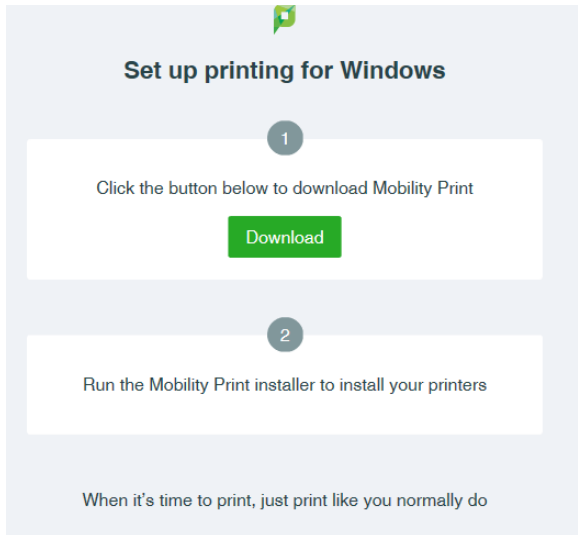 Set up printing for Windows
1
Click the button below to download Mobility Print
Download
2
Run the Mobility Print installer to install your printers
When it's time to print, just print like you normally do